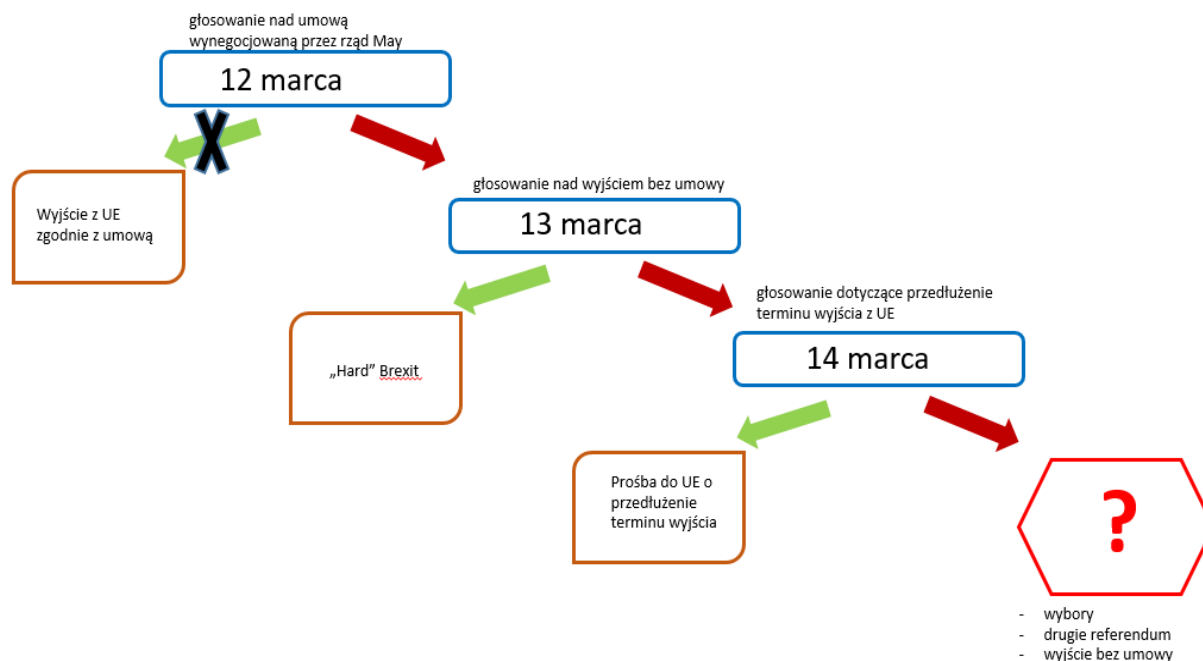 głosowanie nad umową
wynegocjowaną przez rząd May
12 marca
Wyjście z UE
zgodnie z umową
głosowanie nad wyjściem bez umowy
13 marca
„Hard” Brexit
głosowanie dotyczące przedłużenie
terminu wyjścia z UE
14 marca
Prośba do UE o
przedłużenie
terminu wyjścia
?
- wybory
- drugie referendum
- wyjście bez umowy